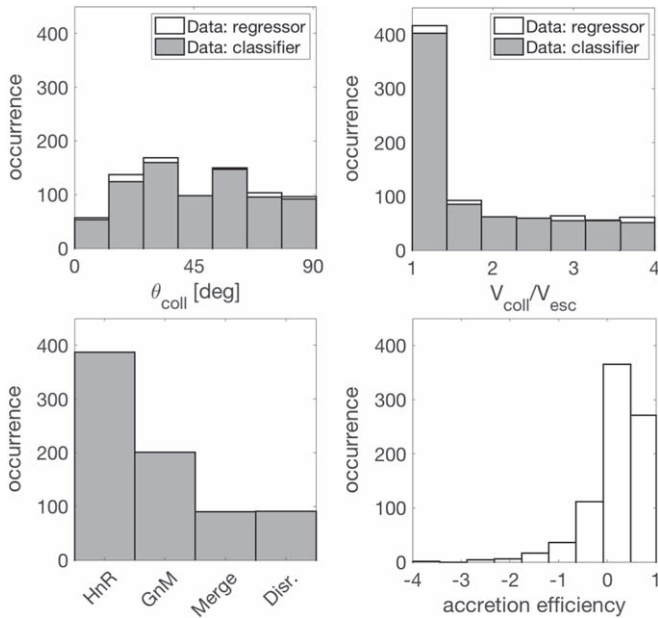 400
300
200
100
0
occurrence
Data: regressor
Data: classifier
0 45 90
θcoll [deg]
400
300
200
100
0
occurrence
Data: regressor
Data: classifier
1 2 3 4
Vcoll/Vesc
400
300
200
100
0
occurrence
HnR GnM Merge Disr.
400
300
200
100
0
occurrence
-4 -3 -2 -1 0 1
accretion efficiency